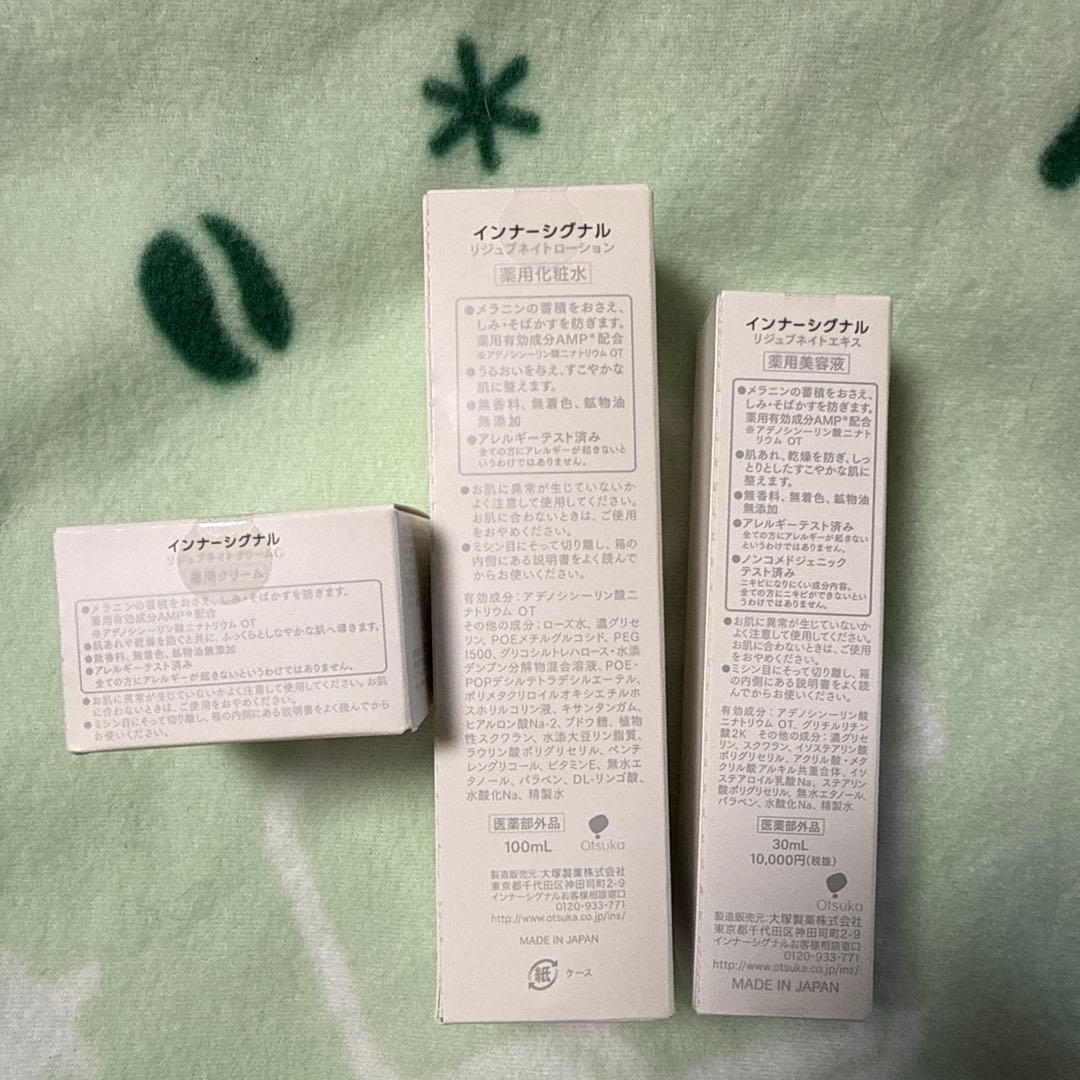 インナーシグナル
リジュブネイトクリームG
薬用クリーム
●メラニンの蓄積をおさえ、しみ・そばかすを防ぎます。
薬用有効成分AMP※配合
※アデノシン一リン酸二ナトリウム OT
●肌あれや乾燥を防ぐと共に、ふっくらとしなやかな肌へ導きます。
●無香料、無着色、鉱物油無添加
●アレルギーテスト済み
全ての方にアレルギーが起きないというわけではありません。
●お肌に異常が生じていないかよく注意して使用してください。お肌
に合わないときは、ご使用をおやめください。
●ミシン目にそって切り離し、箱の内側にある説明書をよく読んでから
お使いください。
インナーシグナル
リジュブネイトローション
薬用化粧水
●メラニンの蓄積をおさえ、
しみ・そばかすを防ぎます。
薬用有効成分AMP※配合
※アデノシン一リン酸二ナトリウム OT
●うるおいを与え、すこやかな
肌に整えます。
●無香料、無着色、鉱物油
無添加
●アレルギーテスト済み
全ての方にアレルギーが起きないと
いうわけではありません。
●お肌に異常が生じていないか
よく注意して使用してください。
お肌に合わないときは、ご使用
をおやめください。
●ミシン目にそって切り離し、箱の
内側にある説明書をよく読んで
からお使いください。
有効成分：アデノシン一リン酸二
ナトリウム OT
その他の成分：ローズ水、濃グリセ
リン、POEメチルグルコシド、PEG
1500、グリコシルトレハロース・水添
デンプン分解物混合溶液、POE・
POPデシルテトラデシルエーテル、
ポリメタクリロイルオキシエチルホ
スホリルコリン液、キサンタンガム、
ヒアルロン酸Na-2、ブドウ糖、植物
性スクワラン、水添大豆リン脂質、
ラウリン酸ポリグリセリル、ペンチ
レングリコール、ビタミンE、無水エ
タノール、パラベン、DL-リンゴ酸、
水酸化Na、精製水
医薬部外品
100mL
Otsuka
製造販売元：大塚製薬株式会社
東京都千代田区神田司町2-9
インナーシグナルお客様相談窓口
0120-933-771
http://www.otsuka.co.jp/ins/
MADE IN JAPAN
紙 ケース
インナーシグナル
リジュブネイトエキス
薬用美容液
●メラニンの蓄積をおさえ、
しみ・そばかすを防ぎます。
薬用有効成分AMP※配合
※アデノシン一リン酸二ナト
リウム OT
●肌あれ、乾燥を防ぎ、しっ
とりとしたすこやかな肌に
整えます。
●無香料、無着色、鉱物油
無添加
●アレルギーテスト済み
全ての方にアレルギーが起きない
というわけではありません。
●ノンコメドジェニック
テスト済み
ニキビになりにくい成分内容。
全ての方にニキビができないとい
うわけではありません。
●お肌に異常が生じていないか
よく注意して使用してください。
お肌に合わないときは、ご使用
をおやめください。
●ミシン目にそって切り離し、箱
の内側にある説明書をよく読
んでからお使いください。
有効成分：アデノシン一リン酸
二ナトリウム OT、グリチルリチン
酸2K その他の成分：濃グリセ
リン、スクワラン、イソステアリン酸
ポリグリセリル、アクリル酸・メタ
クリル酸アルキル共重合体、イソ
ステアロイル乳酸Na、ステアリン
酸ポリグリセリル、無水エタノール、
パラベン、水酸化Na、精製水
医薬部外品
30mL
10,000円(税抜)
Otsuka
製造販売元：大塚製薬株式会社
東京都千代田区神田司町2-9
インナーシグナルお客様相談窓口
0120-933-771
http://www.otsuka.co.jp/ins/
MADE IN JAPAN